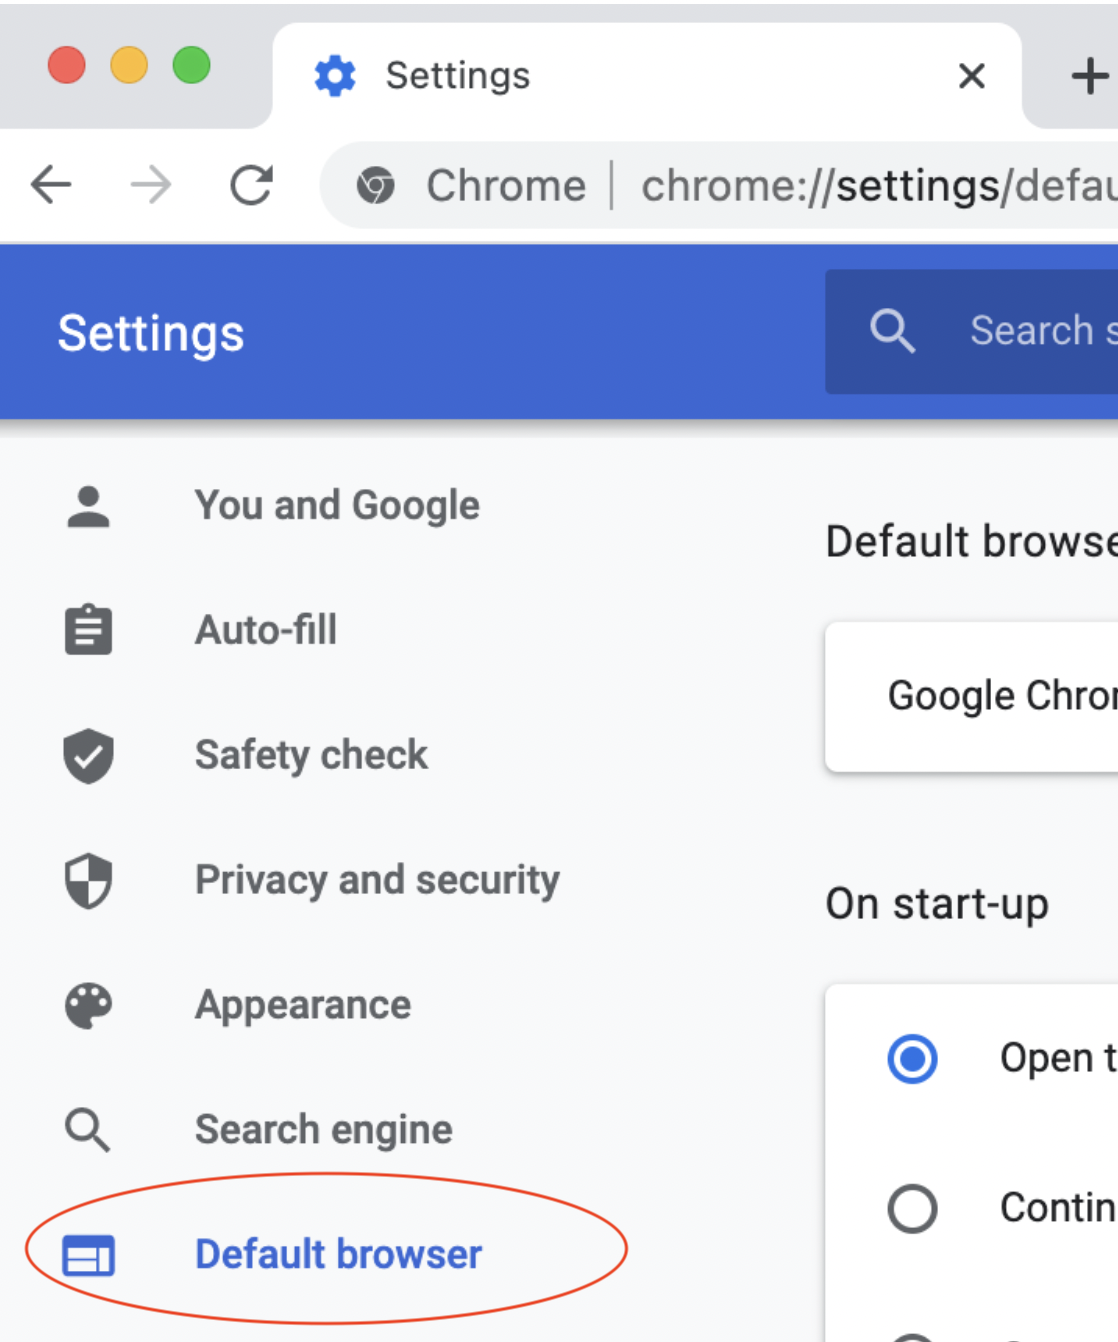 Settings
Chrome | chrome://settings/defau
Settings
Search s
You and Google
Auto-fill
Safety check
Privacy and security
Appearance
Search engine
Default browser
Default browse
Google Chro
On start-up
Open t
Contin